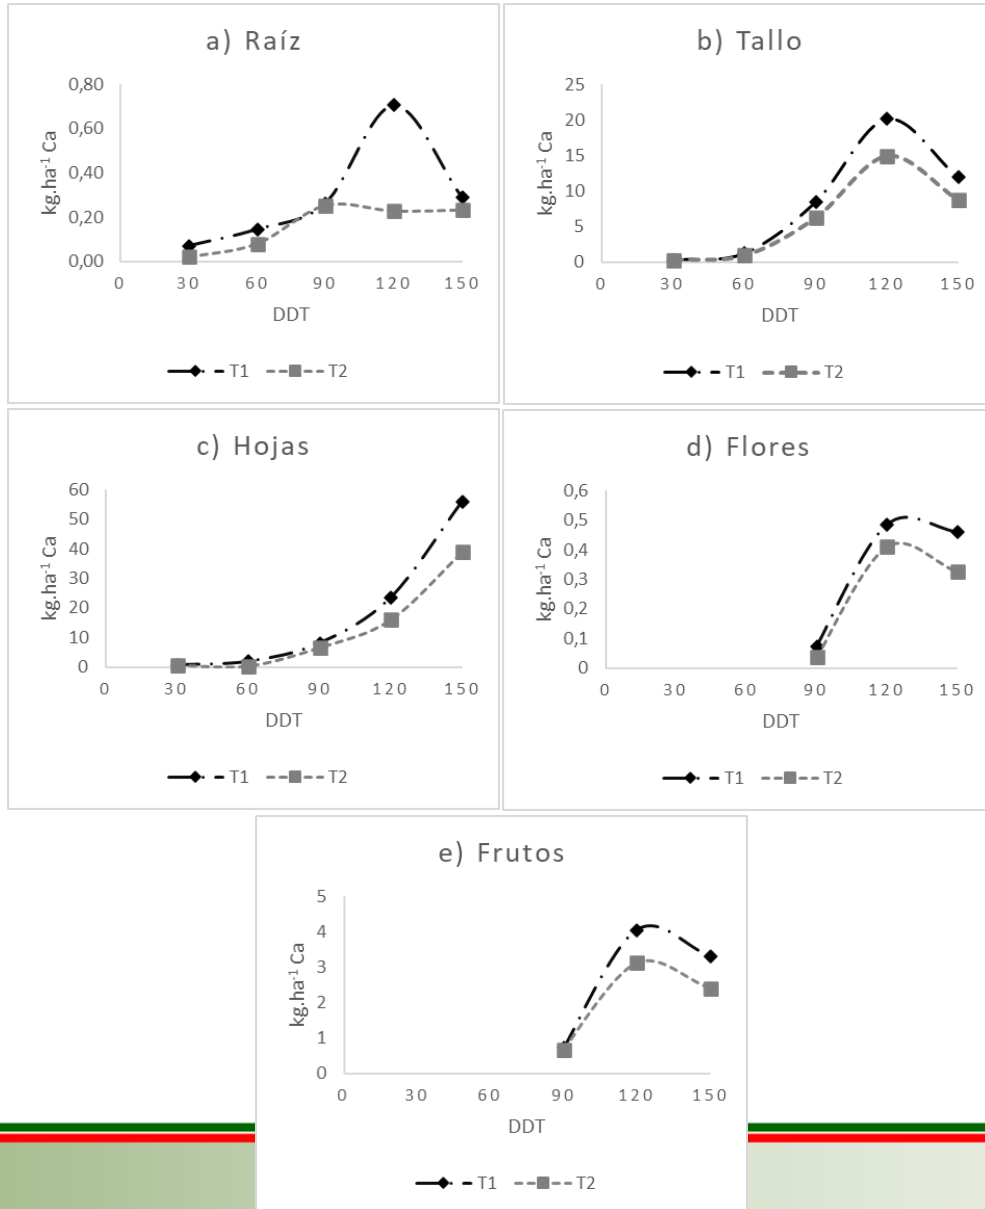 a) Raíz
kg.ha⁻¹ Ca
0,80
0,60
0,40
0,20
0,00
0 30 60 90 120 150
DDT
T1 T2
b) Tallo
kg.ha⁻¹ Ca
25
20
15
10
5
0
0 30 60 90 120 150
DDT
T1 T2
c) Hojas
kg.ha⁻¹ Ca
60
50
40
30
20
10
0
0 30 60 90 120 150
DDT
T1 T2
d) Flores
kg.ha⁻¹ Ca
0,6
0,5
0,4
0,3
0,2
0,1
0
0 30 60 90 120 150
DDT
T1 T2
e) Frutos
kg.ha⁻¹ Ca
5
4
3
2
1
0
0 30 60 90 120 150
DDT
T1 T2